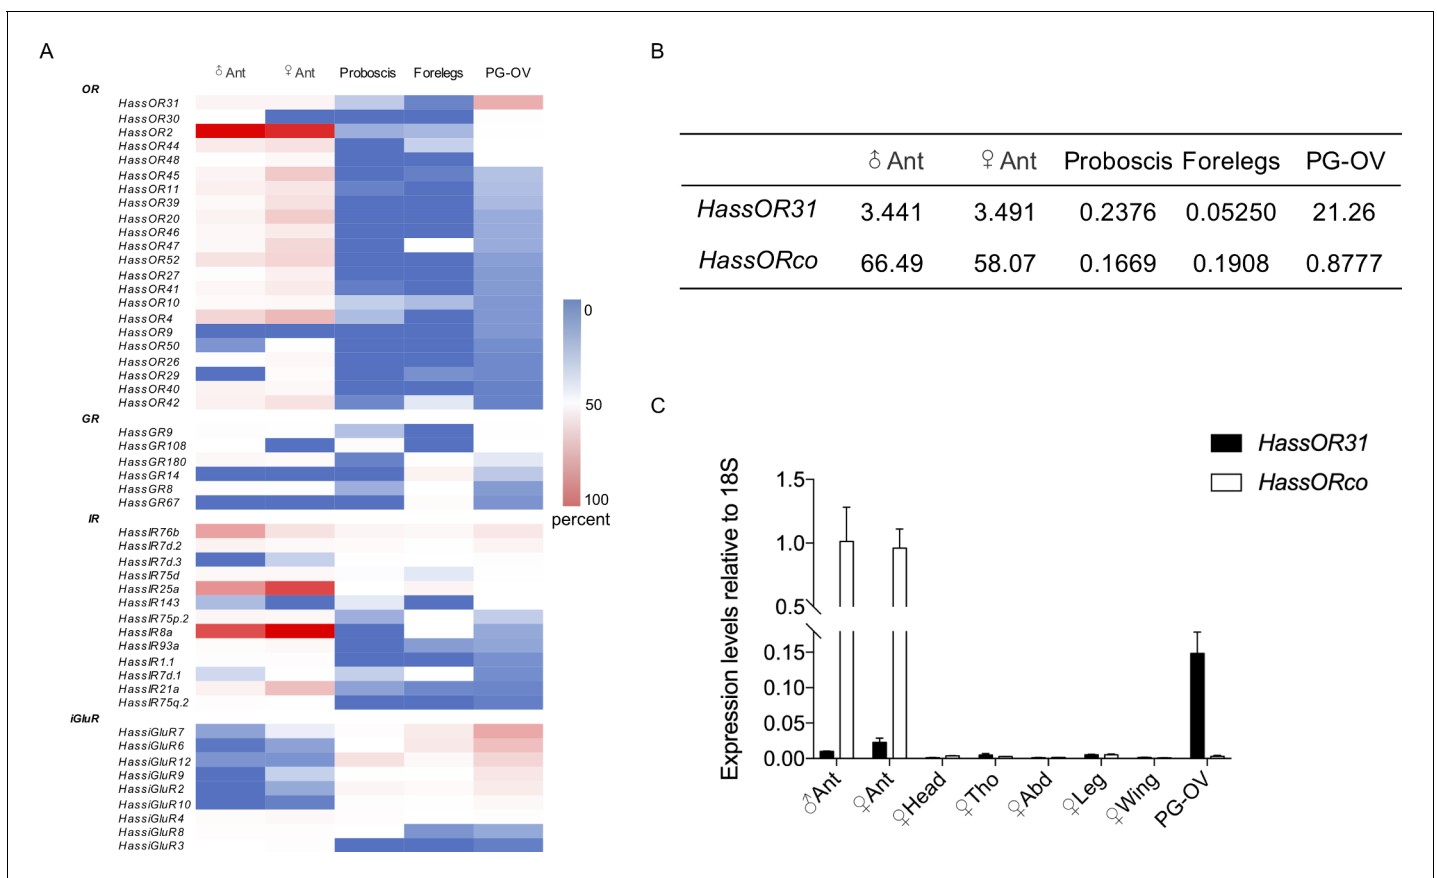 A
♂ Ant ♀ Ant Proboscis Forelegs PG-OV
OR
HassOR31
HassOR30
HassOR2
HassOR44
HassOR48
HassOR45
HassOR11
HassOR39
HassOR20
HassOR46
HassOR47
HassOR52
HassOR27
HassOR41
HassOR10
HassOR4
HassOR9
HassOR50
HassOR26
HassOR29
HassOR40
HassOR42
GR
HassGR9
HassGR108
HassGR180
HassGR14
HassGR8
HassGR67
IR
HassIR76b
HassIR7d.2
HassIR7d.3
HassIR75d
HassIR25a
HassIR143
HassIR75p.2
HassIR8a
HassIR93a
HassIR1.1
HassIR7d.1
HassIR21a
HassIR75q.2
iGluR
HassiGluR7
HassiGluR6
HassiGluR12
HassiGluR9
HassiGluR2
HassiGluR10
HassiGluR4
HassiGluR8
HassiGluR3
0
50
100
percent
B
♂ Ant ♀ Ant Proboscis Forelegs PG-OV
HassOR31 3.441 3.491 0.2376 0.05250 21.26
HassORco 66.49 58.07 0.1669 0.1908 0.8777
C
HassOR31
HassORco
Expression levels relative to 18S
1.5
1.0
0.5
0.15
0.10
0.05
0.00
♂Ant ♀Ant ♀Head ♀Tho ♀Abd ♀Leg ♀Wing PG-OV